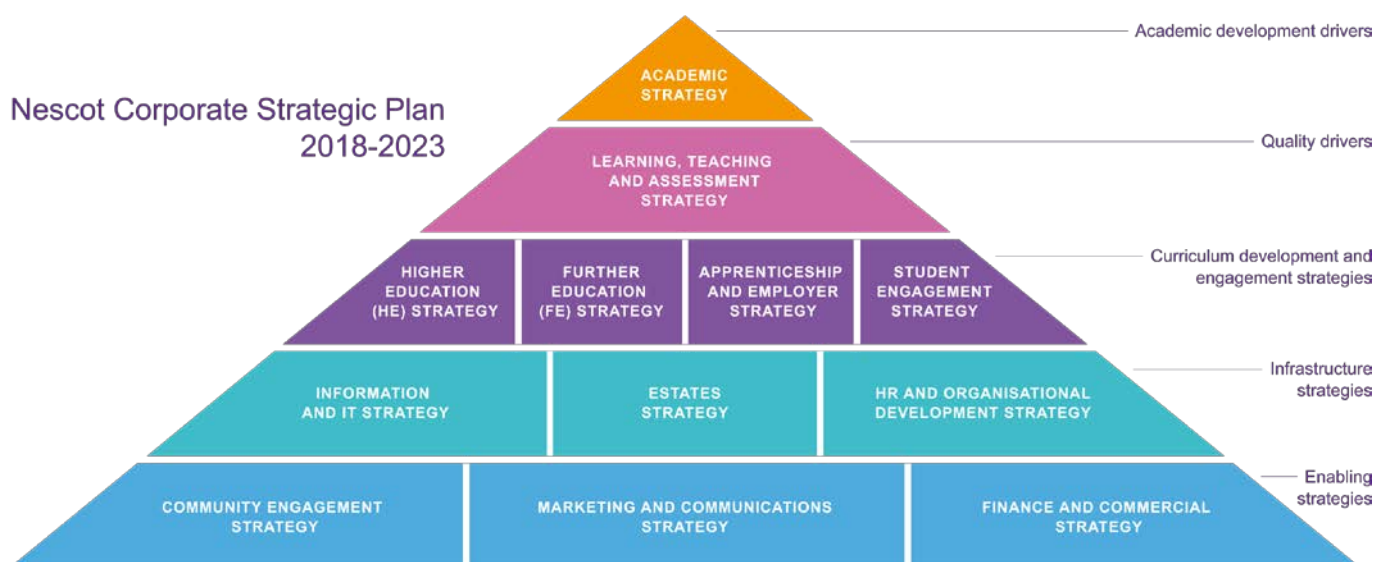 Academic development drivers
ACADEMIC
STRATEGY
Nescot Corporate Strategic Plan
2018-2023
Quality drivers
LEARNING, TEACHING
AND ASSESSMENT
STRATEGY
Curriculum development and
engagement strategies
HIGHER
EDUCATION
(HE) STRATEGY
FURTHER
EDUCATION
(FE) STRATEGY
APPRENTICESHIP
AND EMPLOYER
STRATEGY
STUDENT
ENGAGEMENT
STRATEGY
Infrastructure
strategies
INFORMATION
AND IT STRATEGY
ESTATES
STRATEGY
HR AND ORGANISATIONAL
DEVELOPMENT STRATEGY
Enabling
strategies
COMMUNITY ENGAGEMENT
STRATEGY
MARKETING AND COMMUNICATIONS
STRATEGY
FINANCE AND COMMERCIAL
STRATEGY